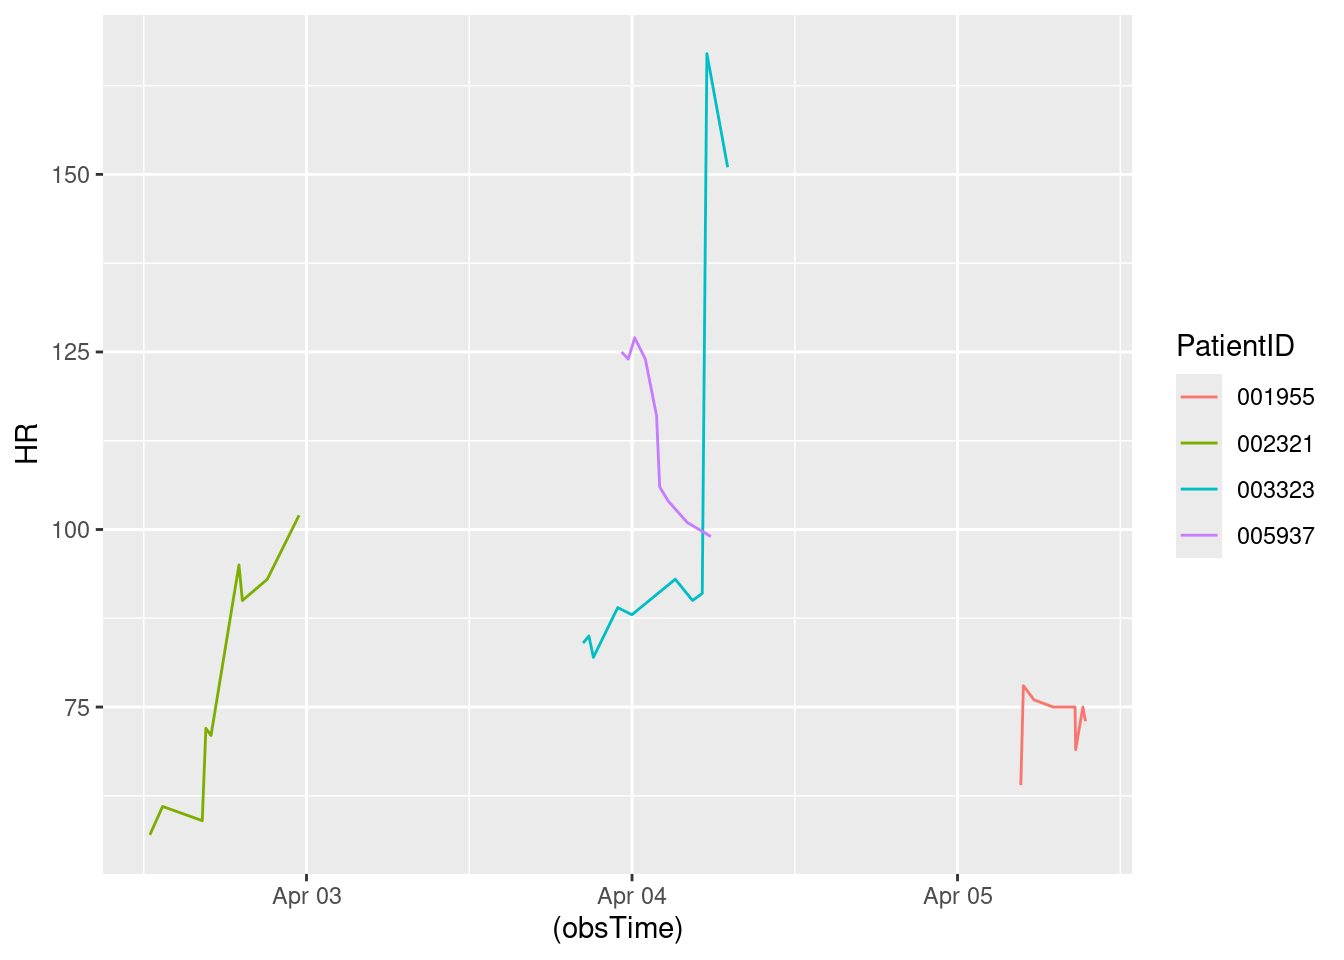 150
125
100
75
HR
Apr 03
Apr 04
Apr 05
(obsTime)
PatientID
001955
002321
003323
005937